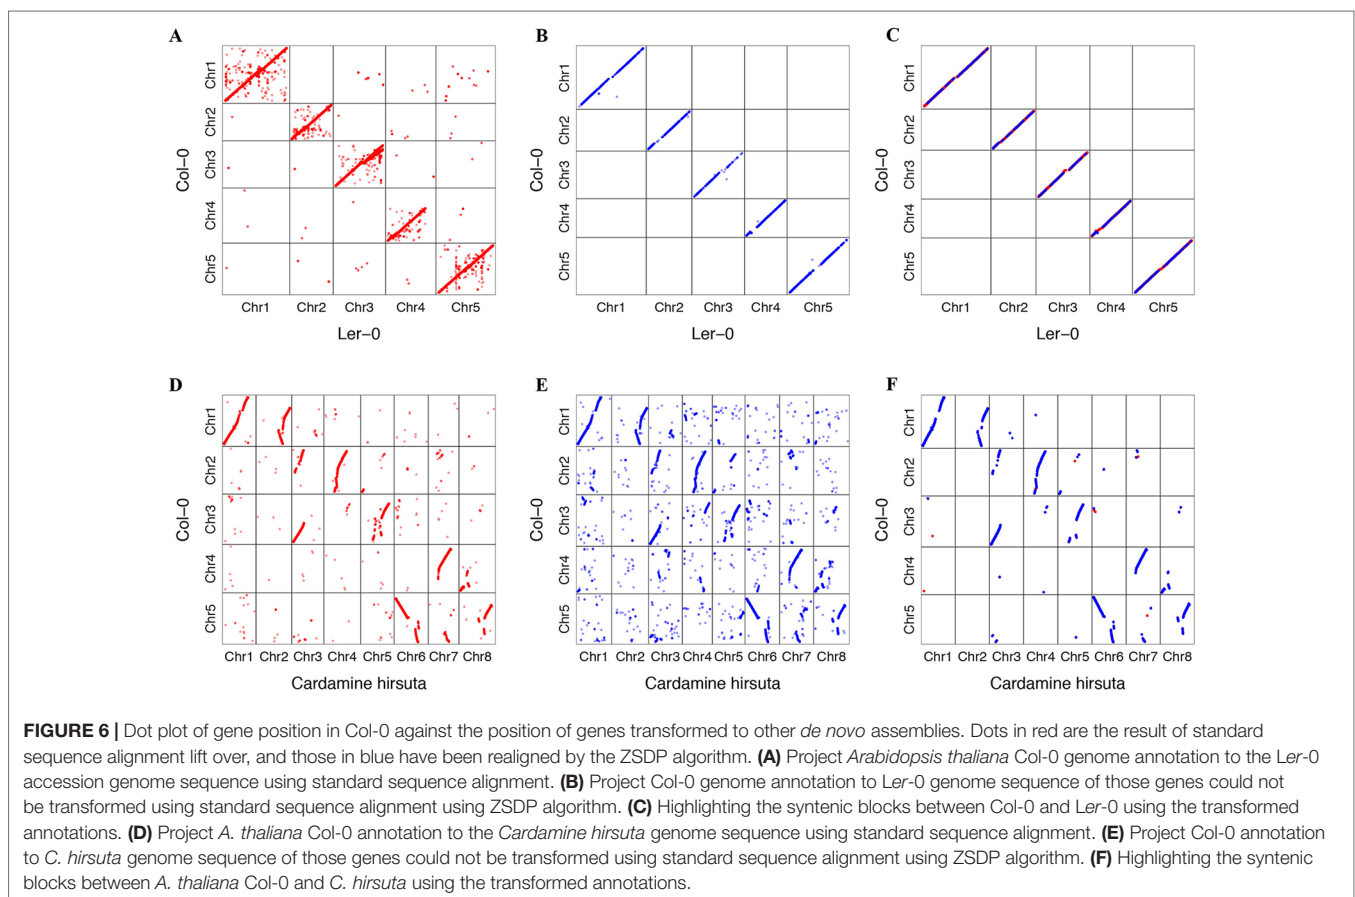 A
B
C
Chr1
Chr2
Chr3
Chr4
Chr5
Col−0
Chr1 Chr2 Chr3 Chr4 Chr5
Ler−0
Chr1
Chr2
Chr3
Chr4
Chr5
Col−0
Chr1 Chr2 Chr3 Chr4 Chr5
Ler−0
Chr1
Chr2
Chr3
Chr4
Chr5
Col−0
Chr1 Chr2 Chr3 Chr4 Chr5
Ler−0
D
E
F
Chr1
Chr2
Chr3
Chr4
Chr5
Col−0
Chr1 Chr2 Chr3 Chr4 Chr5 Chr6 Chr7 Chr8
Cardamine hirsuta
Chr1
Chr2
Chr3
Chr4
Chr5
Col−0
Chr1 Chr2 Chr3 Chr4 Chr5 Chr6 Chr7 Chr8
Cardamine hirsuta
Chr1
Chr2
Chr3
Chr4
Chr5
Col−0
Chr1 Chr2 Chr3 Chr4 Chr5 Chr6 Chr7 Chr8
Cardamine hirsuta
FIGURE 6 | Dot plot of gene position in Col-0 against the position of genes transformed to other de novo assemblies. Dots in red are the result of standard
sequence alignment lift over, and those in blue have been realigned by the ZSDP algorithm. (A) Project Arabidopsis thaliana Col-0 genome annotation to the Ler-0
accession genome sequence using standard sequence alignment. (B) Project Col-0 genome annotation to Ler-0 genome sequence of those genes could not
be transformed using standard sequence alignment using ZSDP algorithm. (C) Highlighting the syntenic blocks between Col-0 and Ler-0 using the transformed
annotations. (D) Project A. thaliana Col-0 annotation to the Cardamine hirsuta genome sequence using standard sequence alignment. (E) Project Col-0 annotation
to C. hirsuta genome sequence of those genes could not be transformed using standard sequence alignment using ZSDP algorithm. (F) Highlighting the syntenic
blocks between A. thaliana Col-0 and C. hirsuta using the transformed annotations.